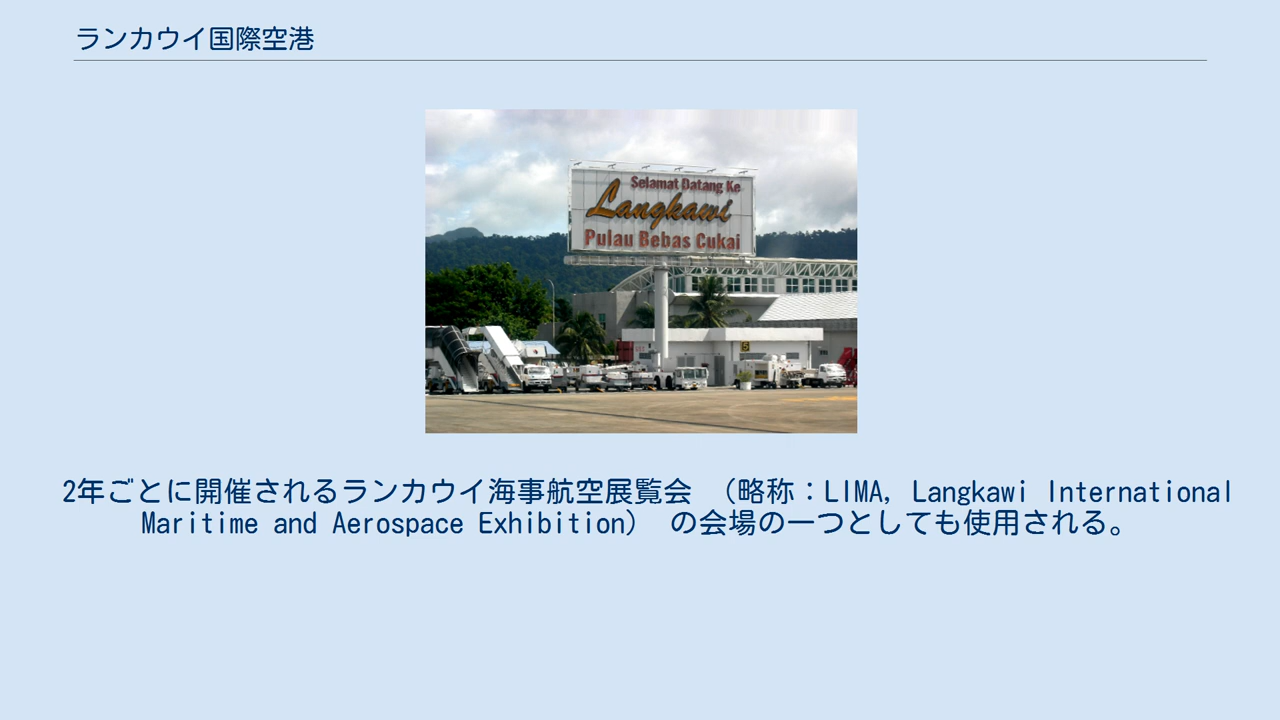 ランカウイ国際空港
Selamat Datang Ke
Langkawi
Pulau Bebas Cukai
5
2年ごとに開催されるランカウイ海事航空展覧会 （略称：LIMA, Langkawi International
Maritime and Aerospace Exhibition） の会場の一つとしても使用される。